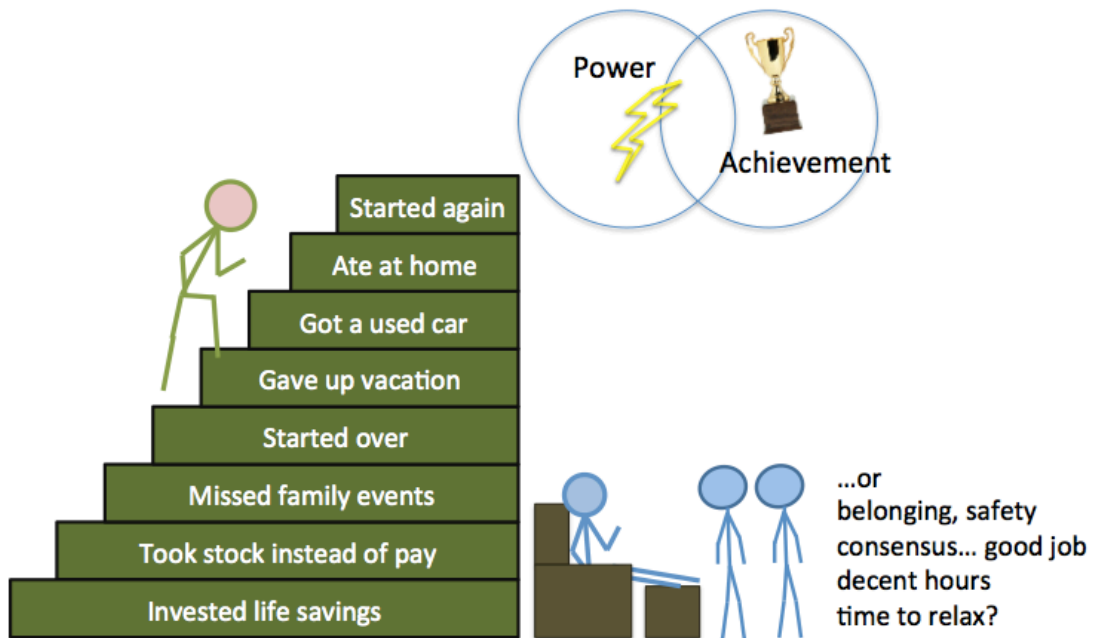 Power
Achievement
Started again
Ate at home
Got a used car
Gave up vacation
Started over
Missed family events
Took stock instead of pay
Invested life savings
...or
belonging, safety
consensus... good job
decent hours
time to relax?